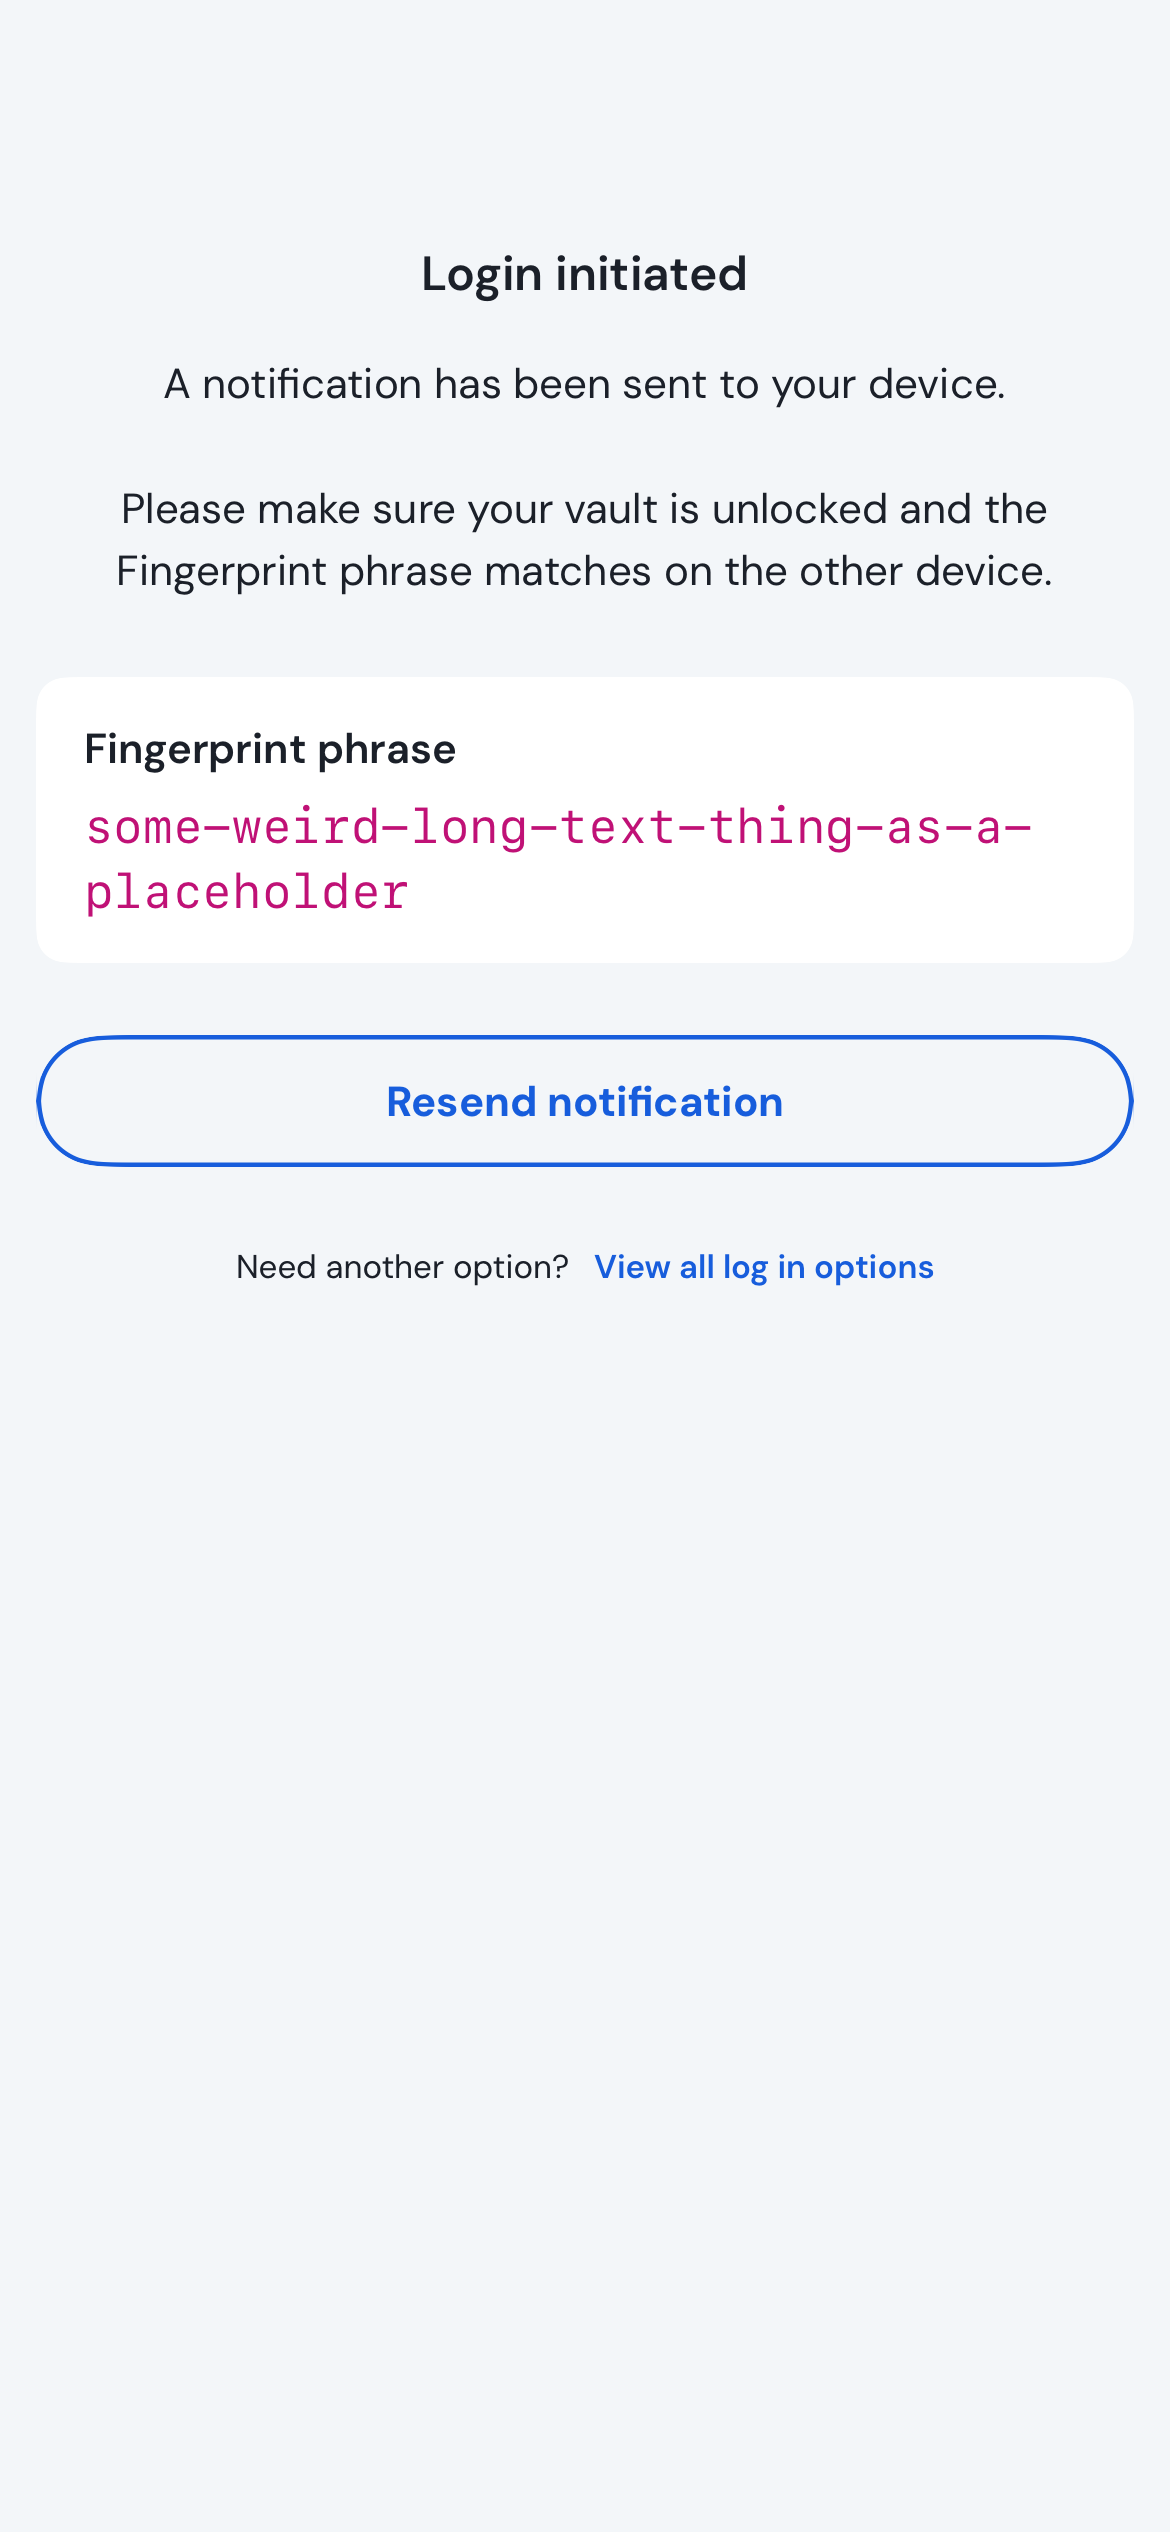 Login initiated
A notification has been sent to your device.
Please make sure your vault is unlocked and the
Fingerprint phrase matches on the other device.
Fingerprint phrase
some-weird-long-text-thing-as-a-
placeholder
Resend notification
Need another option? View all log in options